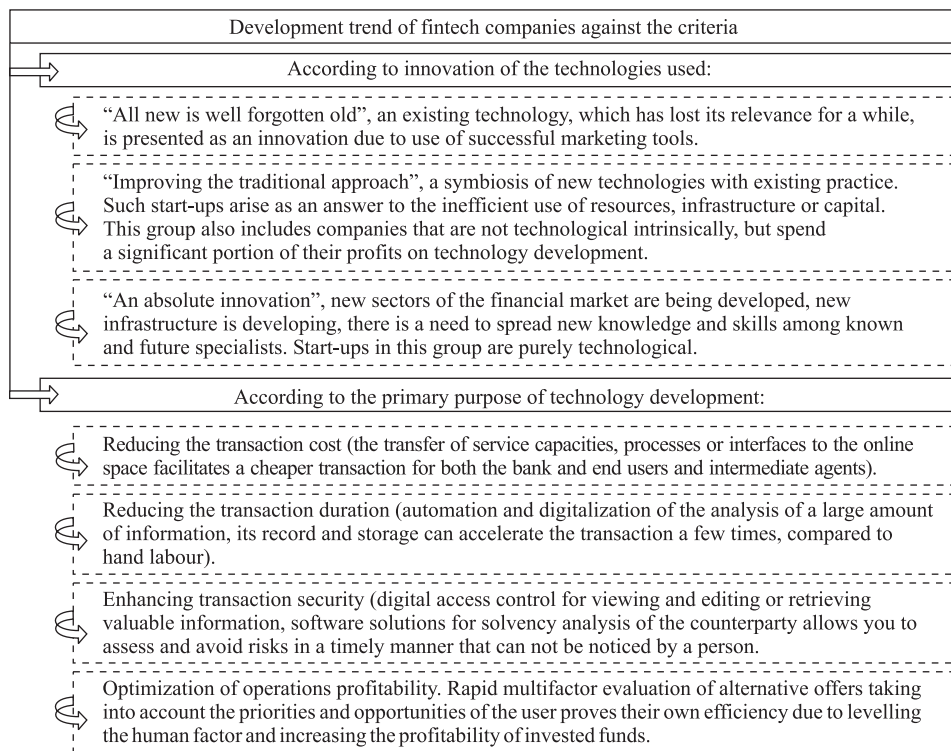 Development trend of fintech companies against the criteria
According to innovation of the technologies used:
“All new is well forgotten old”, an existing technology, which has lost its relevance for a while,
is presented as an innovation due to use of successful marketing tools.
“Improving the traditional approach”, a symbiosis of new technologies with existing practice.
Such start-ups arise as an answer to the inefficient use of resources, infrastructure or capital.
This group also includes companies that are not technological intrinsically, but spend
a significant portion of their profits on technology development.
“An absolute innovation”, new sectors of the financial market are being developed, new
infrastructure is developing, there is a need to spread new knowledge and skills among known
and future specialists. Start-ups in this group are purely technological.
According to the primary purpose of technology development:
Reducing the transaction cost (the transfer of service capacities, processes or interfaces to the online
space facilitates a cheaper transaction for both the bank and end users and intermediate agents).
Reducing the transaction duration (automation and digitalization of the analysis of a large amount
of information, its record and storage can accelerate the transaction a few times, compared to
hand labour).
Enhancing transaction security (digital access control for viewing and editing or retrieving
valuable information, software solutions for solvency analysis of the counterparty allows you to
assess and avoid risks in a timely manner that can not be noticed by a person.
Optimization of operations profitability. Rapid multifactor evaluation of alternative offers taking
into account the priorities and opportunities of the user proves their own efficiency due to levelling
the human factor and increasing the profitability of invested funds.